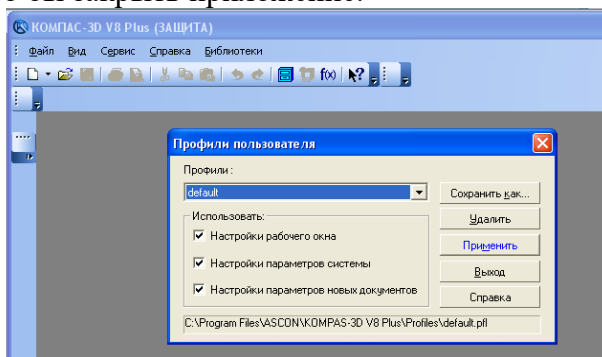 закрыть приложение.
КОМПАС-3D V8 Plus (ЗАЩИТА)
Файл Вид Сервис Справка Библиотеки
f(x)
Профили пользователя
Профили:
default
Сохранить как...
Использовать:
Удалить
Настройки рабочего окна
Применить
Настройки параметров системы
Выход
Настройки параметров новых документов
Справка
C:\Program Files\ASCON\KOMPAS-3D V8 Plus\Profiles\default.pfl